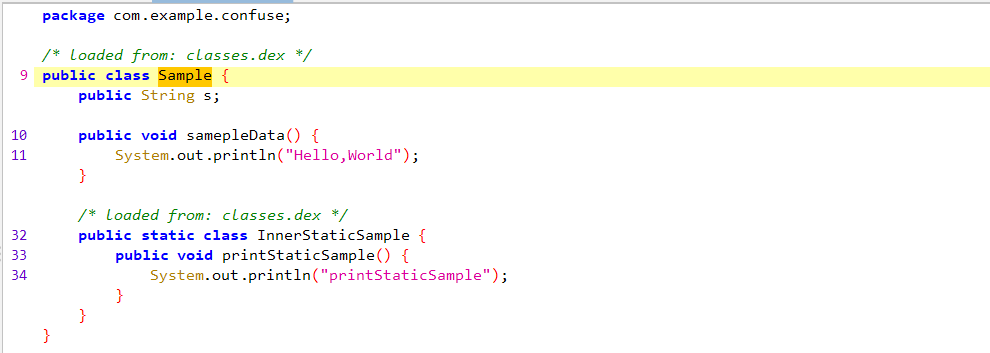 package com.example.confuse;
/* loaded from: classes.dex */
9 public class Sample {
public String s;
10 public void samepleData() {
11 System.out.println("Hello,World");
}
/* loaded from: classes.dex */
32 public static class InnerStaticSample {
33 public void printStaticSample() {
34 System.out.println("printStaticSample");
}
}
}